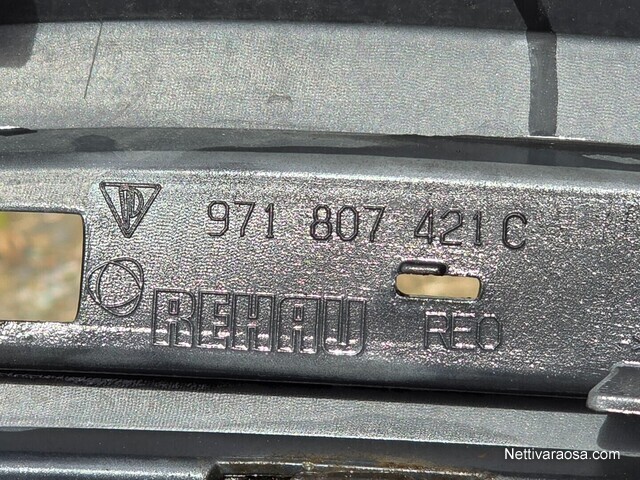 971 807 421 C
REHAU REO
Nettivaraosa.com